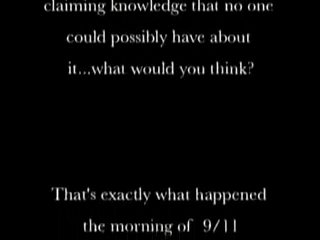 claiming knowledge that no one
could possibly have about
it...what would you think?
That's exactly what happened
the morning of 9/11